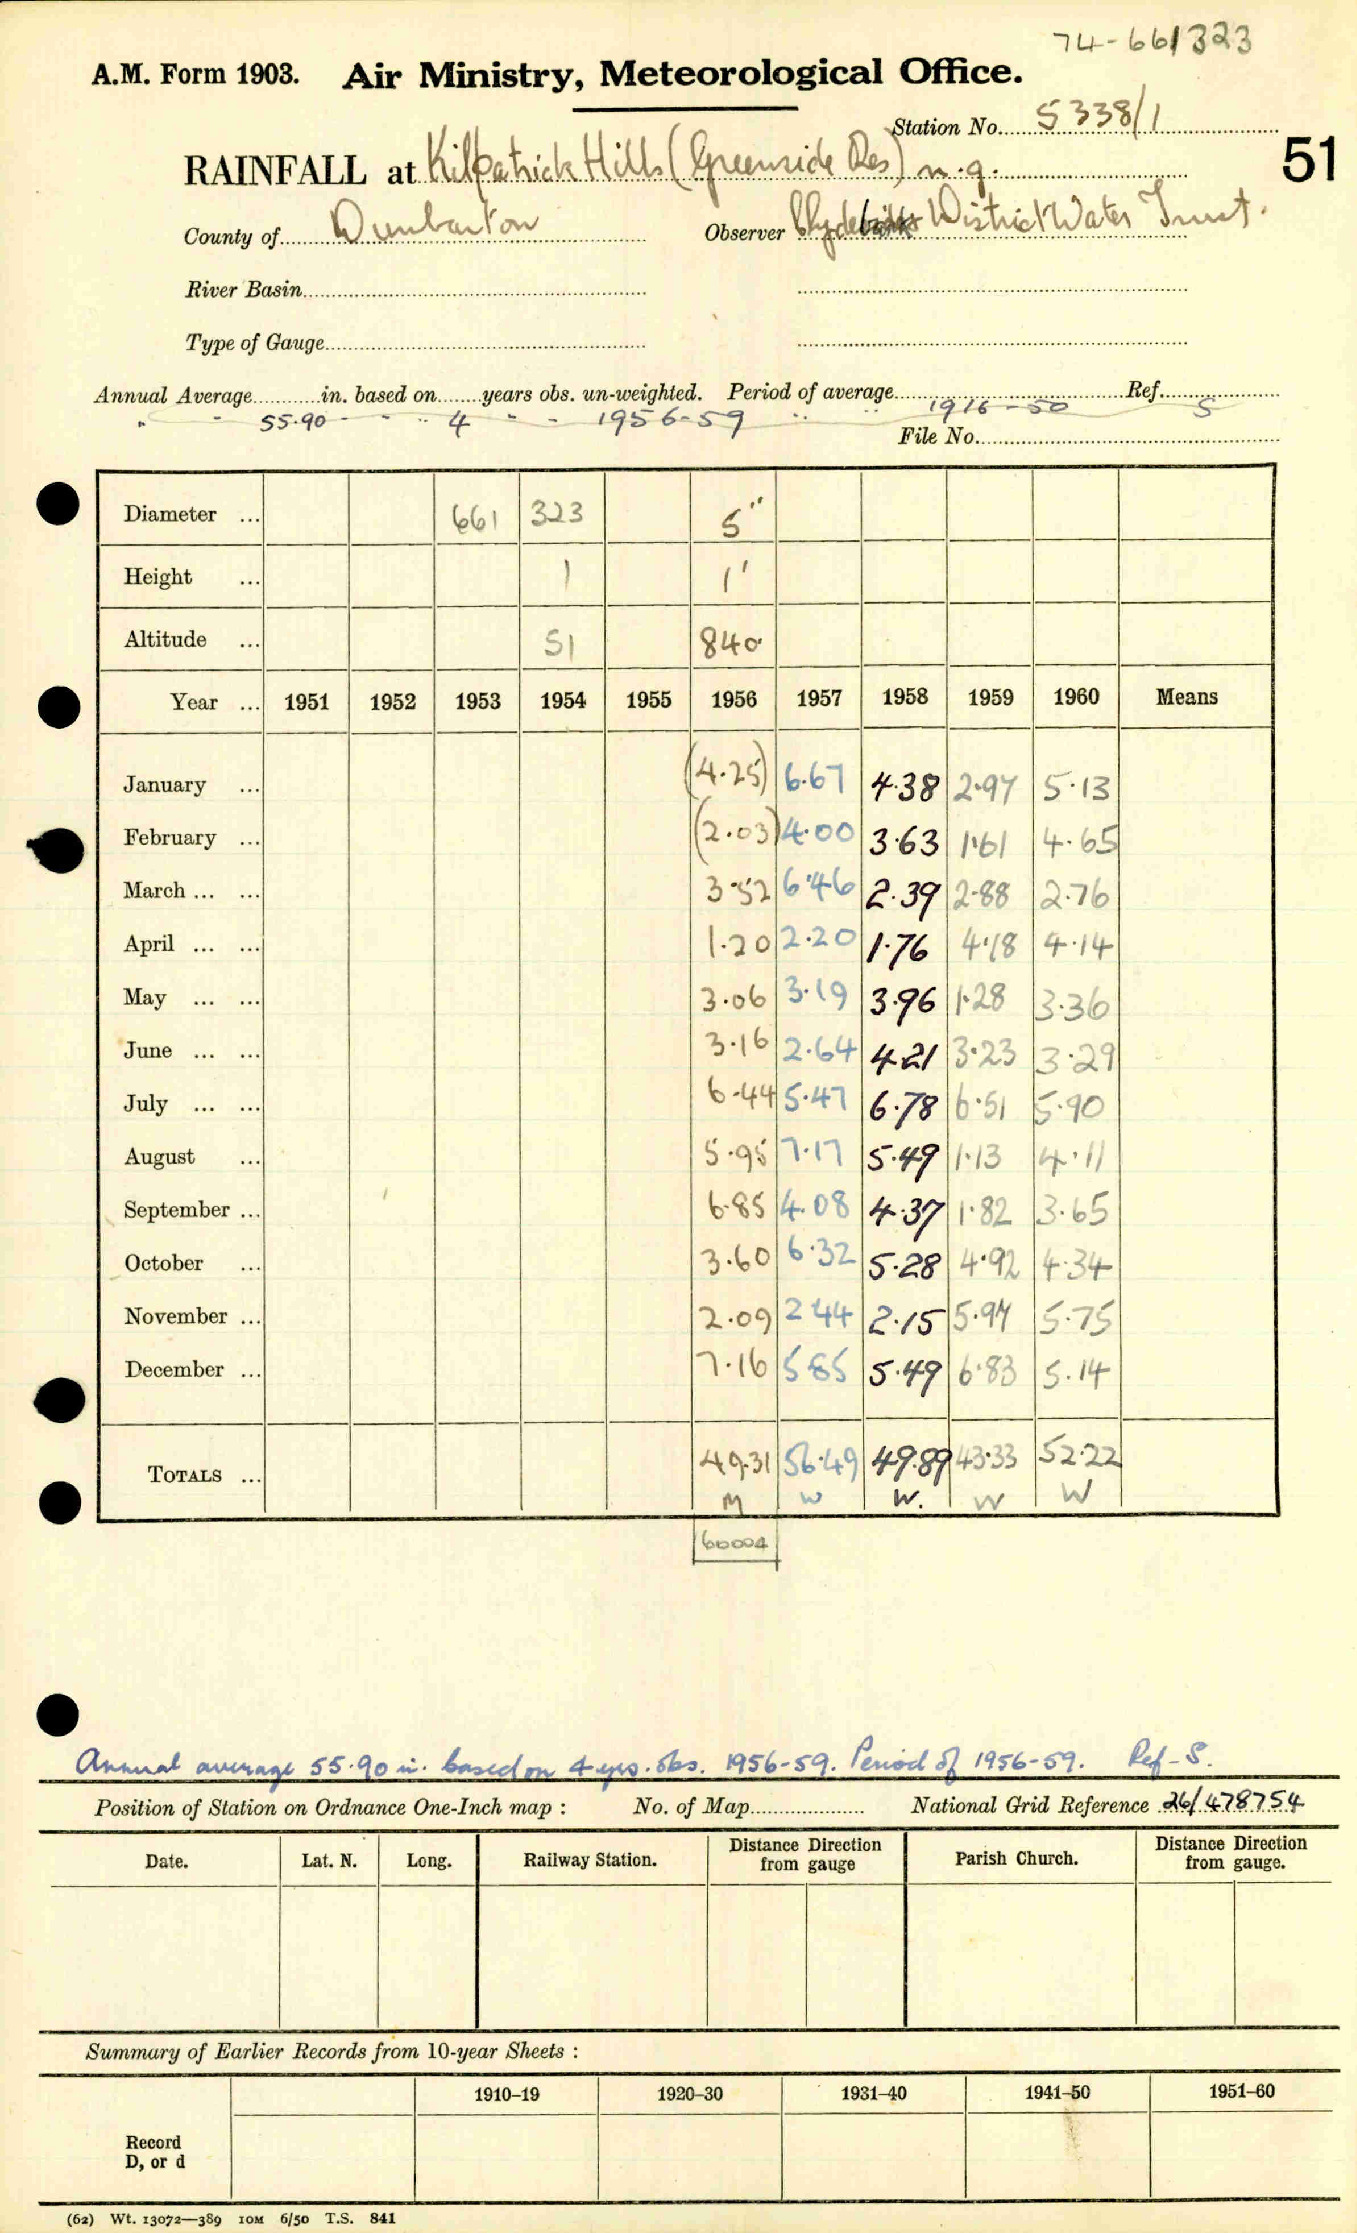 74-661323
A.M. Form 1903. Air Ministry, Meteorological Office.
Station No. 5338/1
RAINFALL at Kilpatrick Hills (Greenside Res) m.g.
51
County of Dunbarton Observer Clydebank District Water Trust.
River Basin
Type of Gauge
Annual Average in. based on years obs. un-weighted. Period of average Ref.
" - 55.90 - - " 4 " - 1956-59 " " 1916-50 S
File No.
Diameter ... 661 323 5"
Height ... 1 1'
Altitude ... 51 840
Year ... 1951 1952 1953 1954 1955 1956 1957 1958 1959 1960 Means
January ... (4.25) 6.67 4.38 2.97 5.13
February ... (2.03) 4.00 3.63 1.61 4.65
March ... ... 3.52 6.46 2.39 2.88 2.76
April ... ... 1.20 2.20 1.76 4.18 4.14
May ... ... 3.06 3.19 3.96 1.28 3.36
June ... ... 3.16 2.64 4.21 3.23 3.29
July ... ... 6.44 5.47 6.78 6.51 5.90
August ... 5.95 7.17 5.49 1.13 4.11
September ... 6.85 4.08 4.37 1.82 3.65
October ... 3.60 6.32 5.28 4.92 4.34
November ... 2.09 2.44 2.15 5.97 5.75
December ... 7.16 5.85 5.49 6.83 5.14
TOTALS ... 49.31 56.49 49.89 43.33 52.22
M W W. W W
60004
Annual average 55.90 in. based on 4 yrs. obs. 1956-59. Period of 1956-59. Ref - S.
Position of Station on Ordnance One-Inch map : No. of Map National Grid Reference 26/478754
Date. Lat. N. Long. Railway Station. Distance Direction from gauge Parish Church. Distance Direction from gauge.
Summary of Earlier Records from 10-year Sheets :
1910-19 1920-30 1931-40 1941-50 1951-60
Record
D, or d
(62) Wt. 13072—389 10M 6/50 T.S. 841